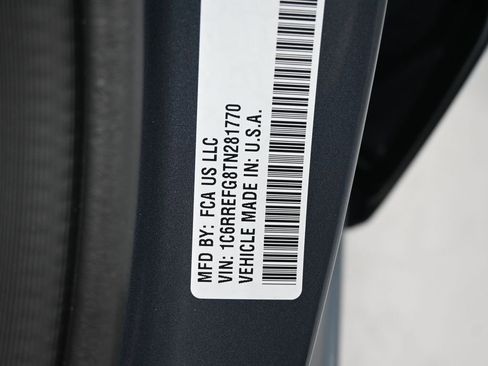 MFD BY: FCA US LLC
VIN: 1C6RREFG8TN281770
VEHICLE MADE IN: U.S.A.